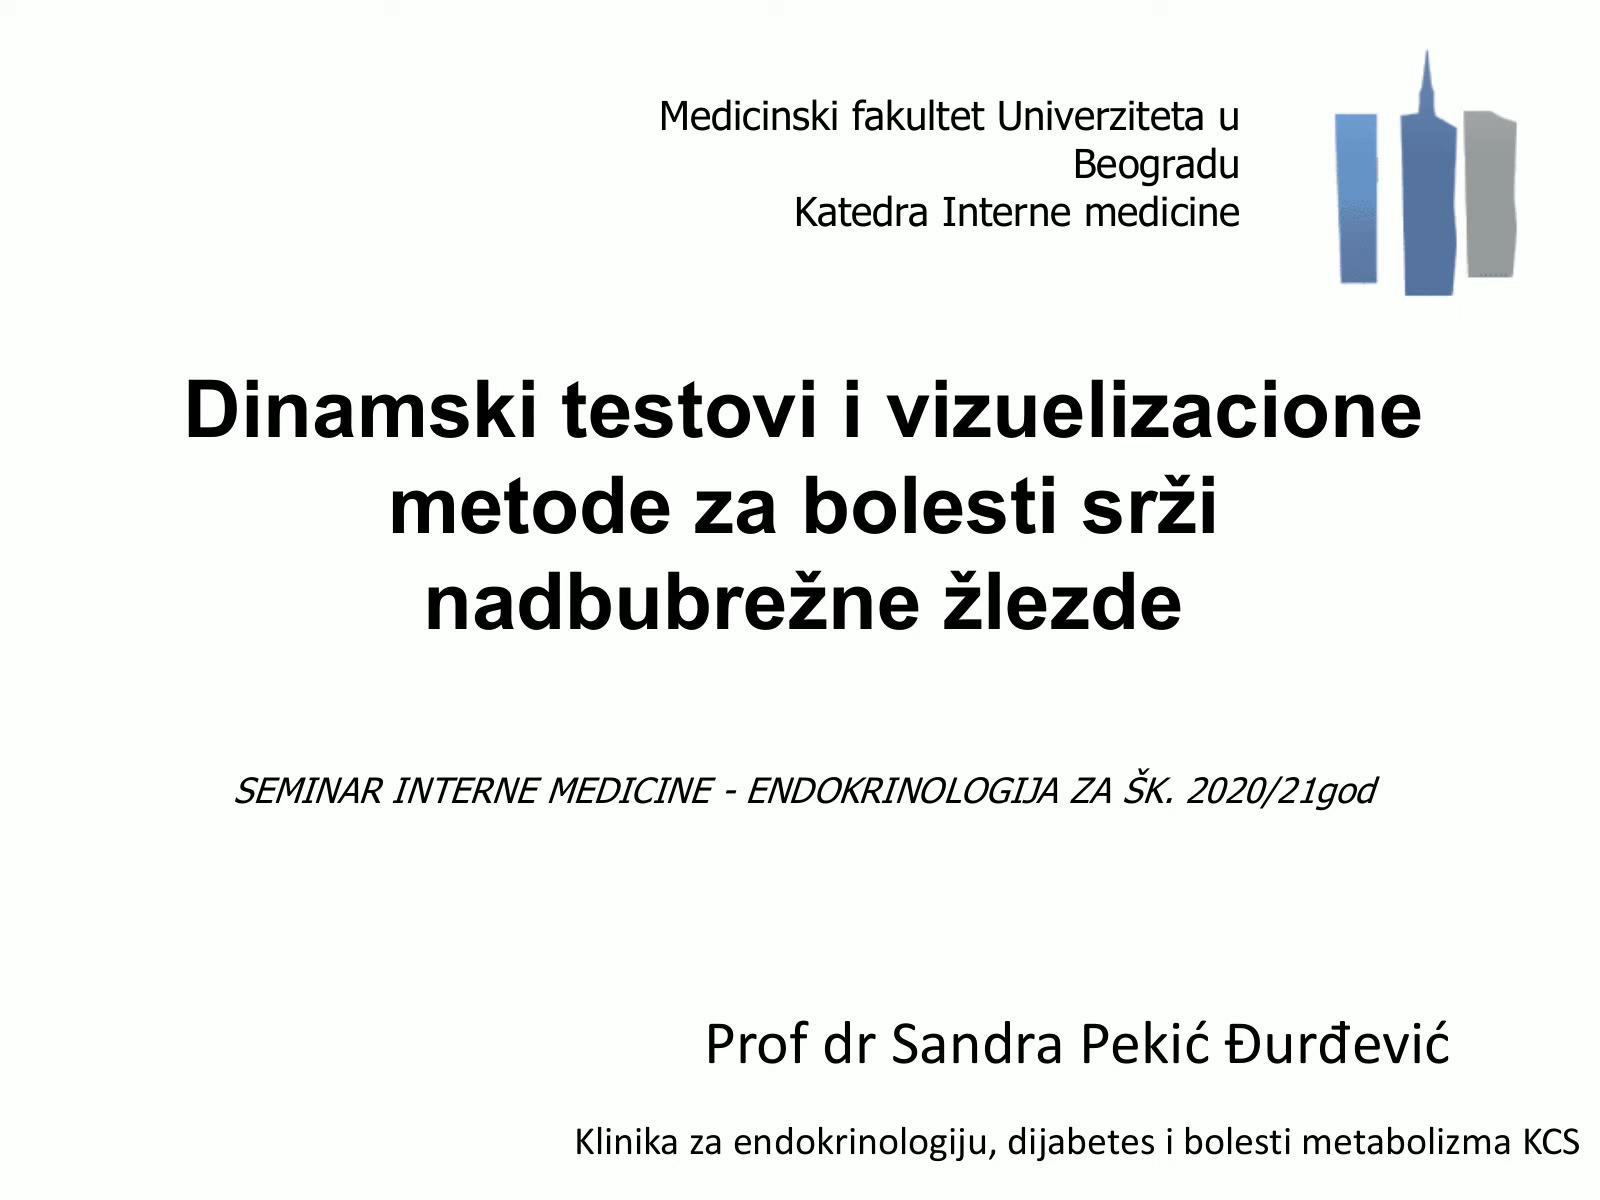 Medicinski fakultet Univerziteta u
Beogradu
Katedra Interne medicine
Dinamski testovi i vizuelizacione
metode za bolesti srži
nadbubrežne žlezde
SEMINAR INTERNE MEDICINE - ENDOKRINOLOGIJA ZA ŠK. 2020/21god
Prof dr Sandra Pekić Đurđević
Klinika za endokrinologiju, dijabetes i bolesti metabolizma KCS